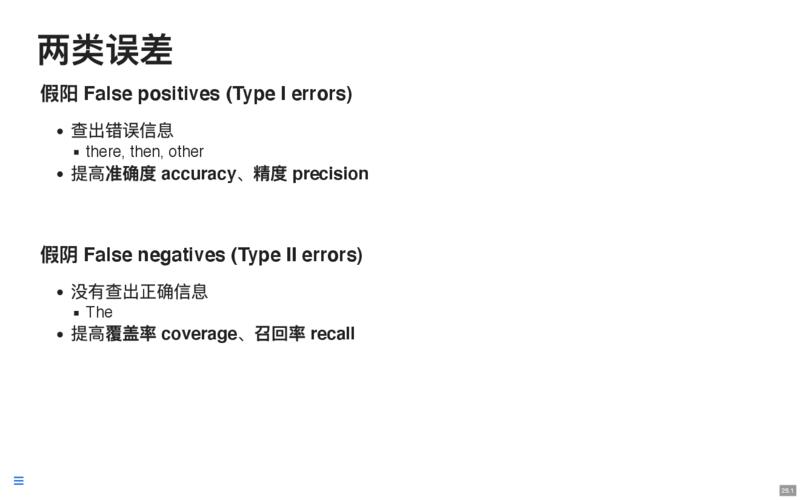 两类误差
假阳 False positives (Type I errors)
查出错误信息
there, then, other
提高准确度 accuracy、精度 precision
假阴 False negatives (Type II errors)
没有查出正确信息
The
提高覆盖率 coverage、召回率 recall
29.1